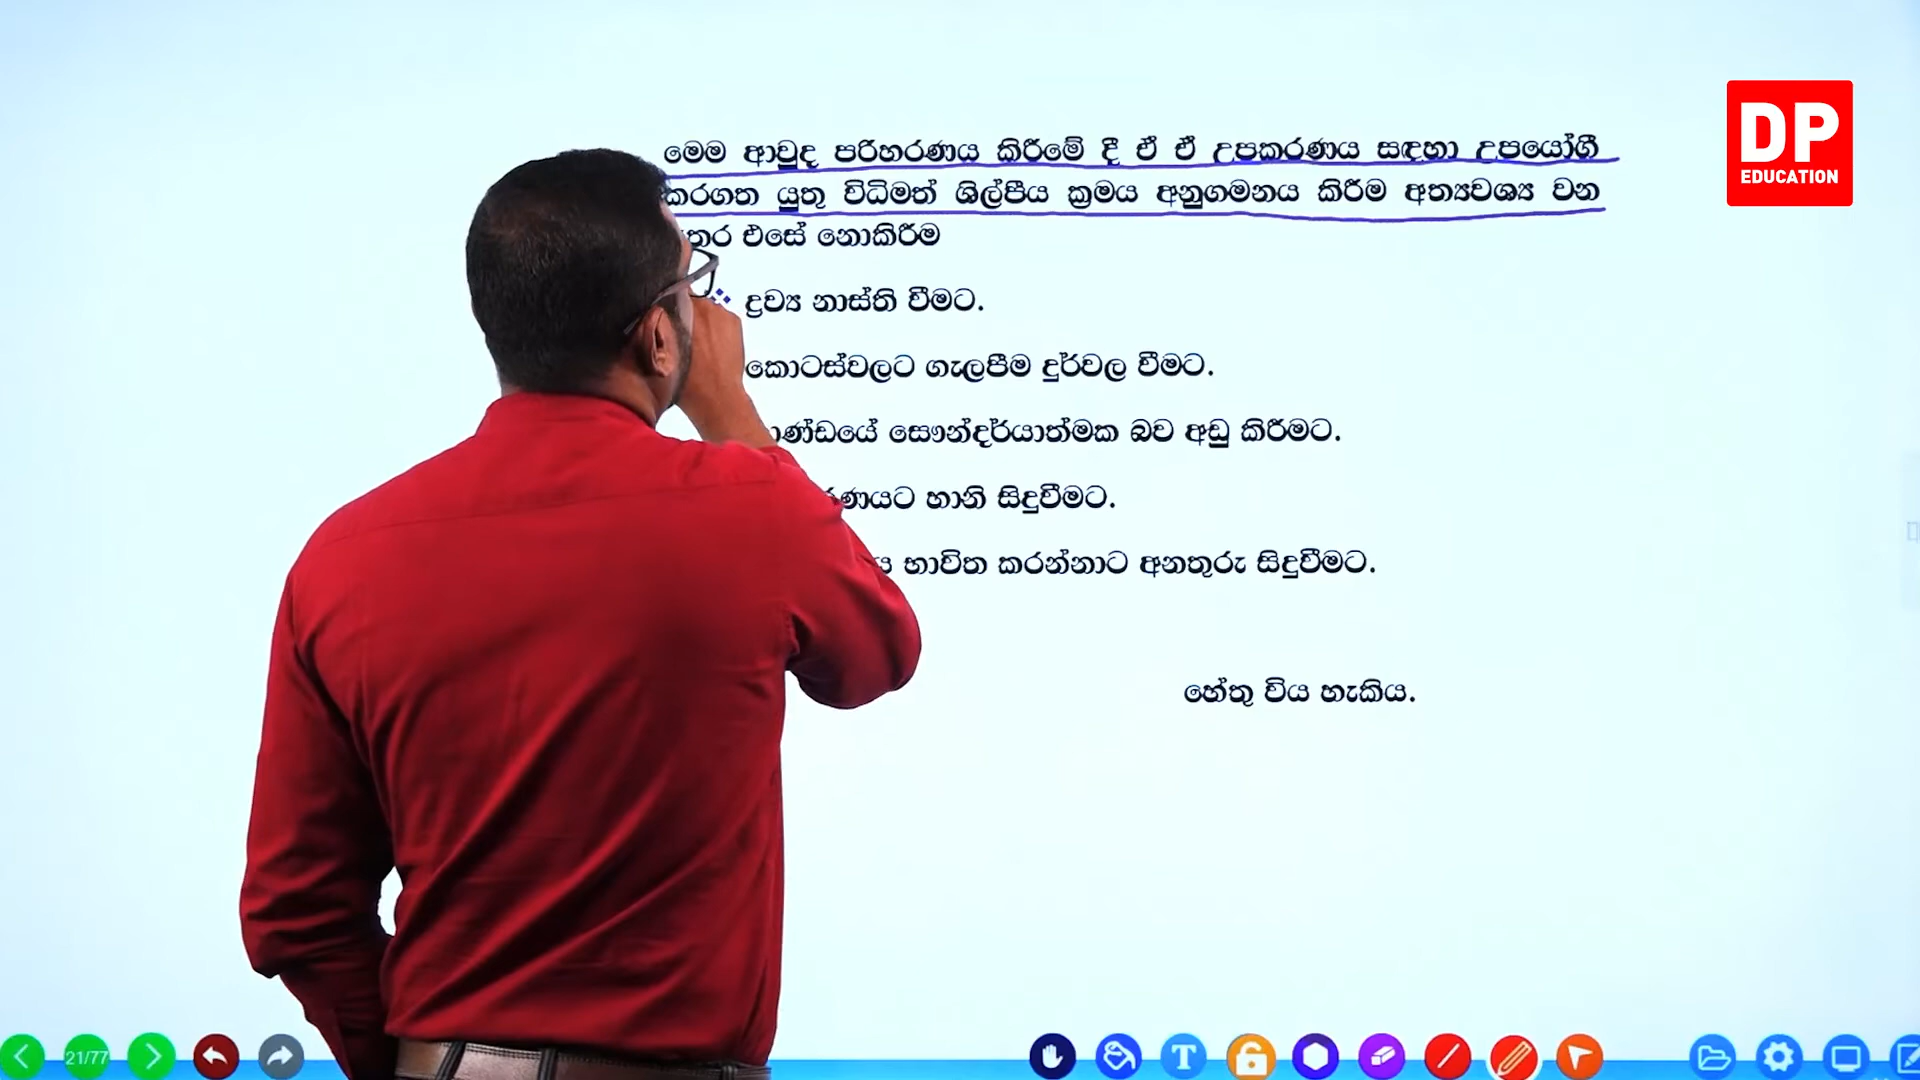 DP
EDUCATION
මෙම ආවුද පරිහරණය කිරීමේ දී ඒ ඒ උපකරණය සඳහා උපයෝගී
කරගත යුතු විධිමත් ශිල්පීය ක්‍රමය අනුගමනය කිරීම අත්‍යවශ්‍ය වන
එසේ නොකිරීම
ද්‍රව්‍ය නාස්ති වීමට.
කොටස්වලට ගැලපීම දුර්වල වීමට.
සෞන්දර්යාත්මක බව අඩු කිරීමට.
හානි සිදුවීමට.
භාවිත කරන්නාට අනතුරු සිදුවීමට.
හේතු විය හැකිය.
21/77
T